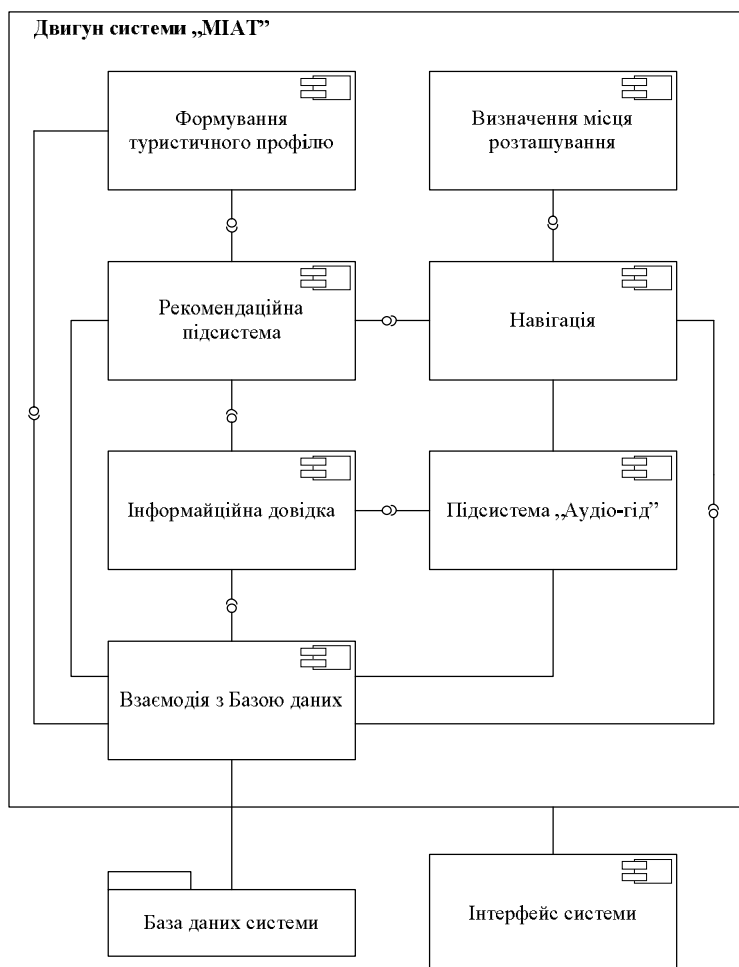 Двигун системи „МІАТ”
Формування
туристичного профілю
Визначення місця
розташування
Рекомендаційна
підсистема
Навігація
Інформайційна довідка
Підсистема „Аудіо-гід”
Взаємодія з Базою даних
База даних системи
Інтерфейс системи